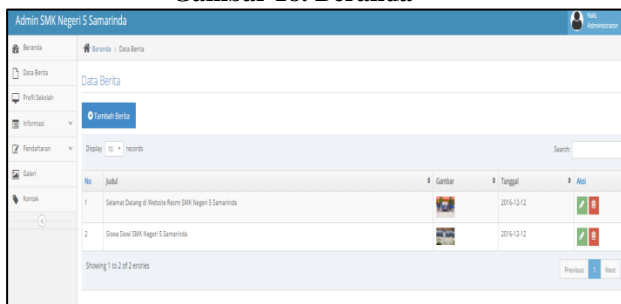 Gambar 10. Beranda
Admin SMK Negeri 5 Samarinda
Halo, Administrator
Beranda
Data Berita
Profil Sekolah
Informasi
Pendaftaran
Galeri
Kontak
Beranda > Data Berita
Data Berita
Tambah Berita
Display 10 records
Search:
No Judul Gambar Tanggal Aksi
1 Selamat Datang di Website Resmi SMK Negeri 5 Samarinda 2016-12-12
2 Siswa Siswi SMK Negeri 5 Samarinda 2016-12-12
Showing 1 to 2 of 2 entries
Previous 1 Next